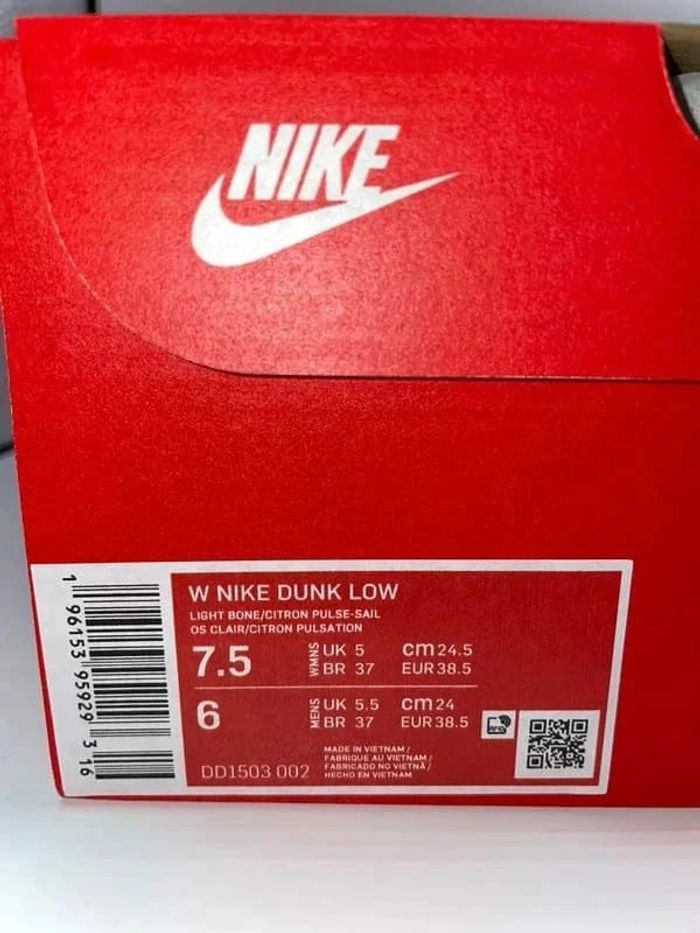 NIKE
W NIKE DUNK LOW
LIGHT BONE/CITRON PULSE-SAIL
OS CLAIR/CITRON PULSATION
7.5 WMNS UK 5 cm 24.5
BR 37 EUR 38.5
6 MENS UK 5.5 cm 24
BR 37 EUR 38.5
MADE IN VIETNAM /
FABRIQUE AU VIETNAM /
FABRICADO NO VIETNÃ /
HECHO EN VIETNAM
DD1503 002
1 96153 95929 3 16